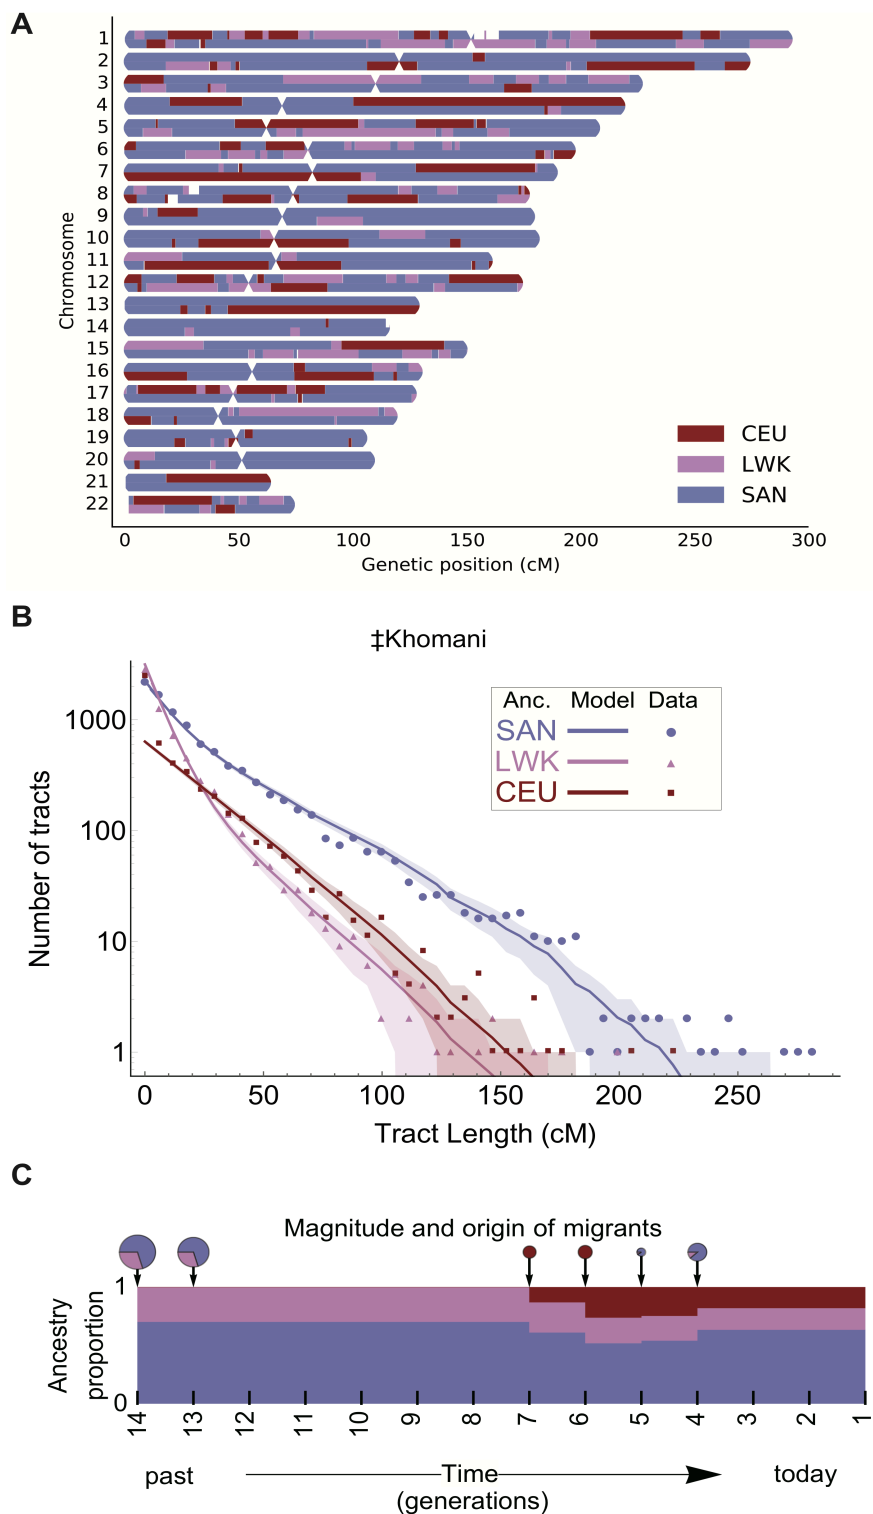 A
Chromosome
1
2
3
4
5
6
7
8
9
10
11
12
13
14
15
16
17
18
19
20
21
22
CEU
LWK
SAN
0 50 100 150 200 250 300
Genetic position (cM)
B
‡Khomani
Anc. Model Data
SAN
LWK
CEU
Number of tracts
1000
100
10
1
0 50 100 150 200 250
Tract Length (cM)
C
Magnitude and origin of migrants
Ancestry
proportion
1
0
14 13 12 11 10 9 8 7 6 5 4 3 2 1
past Time today
(generations)